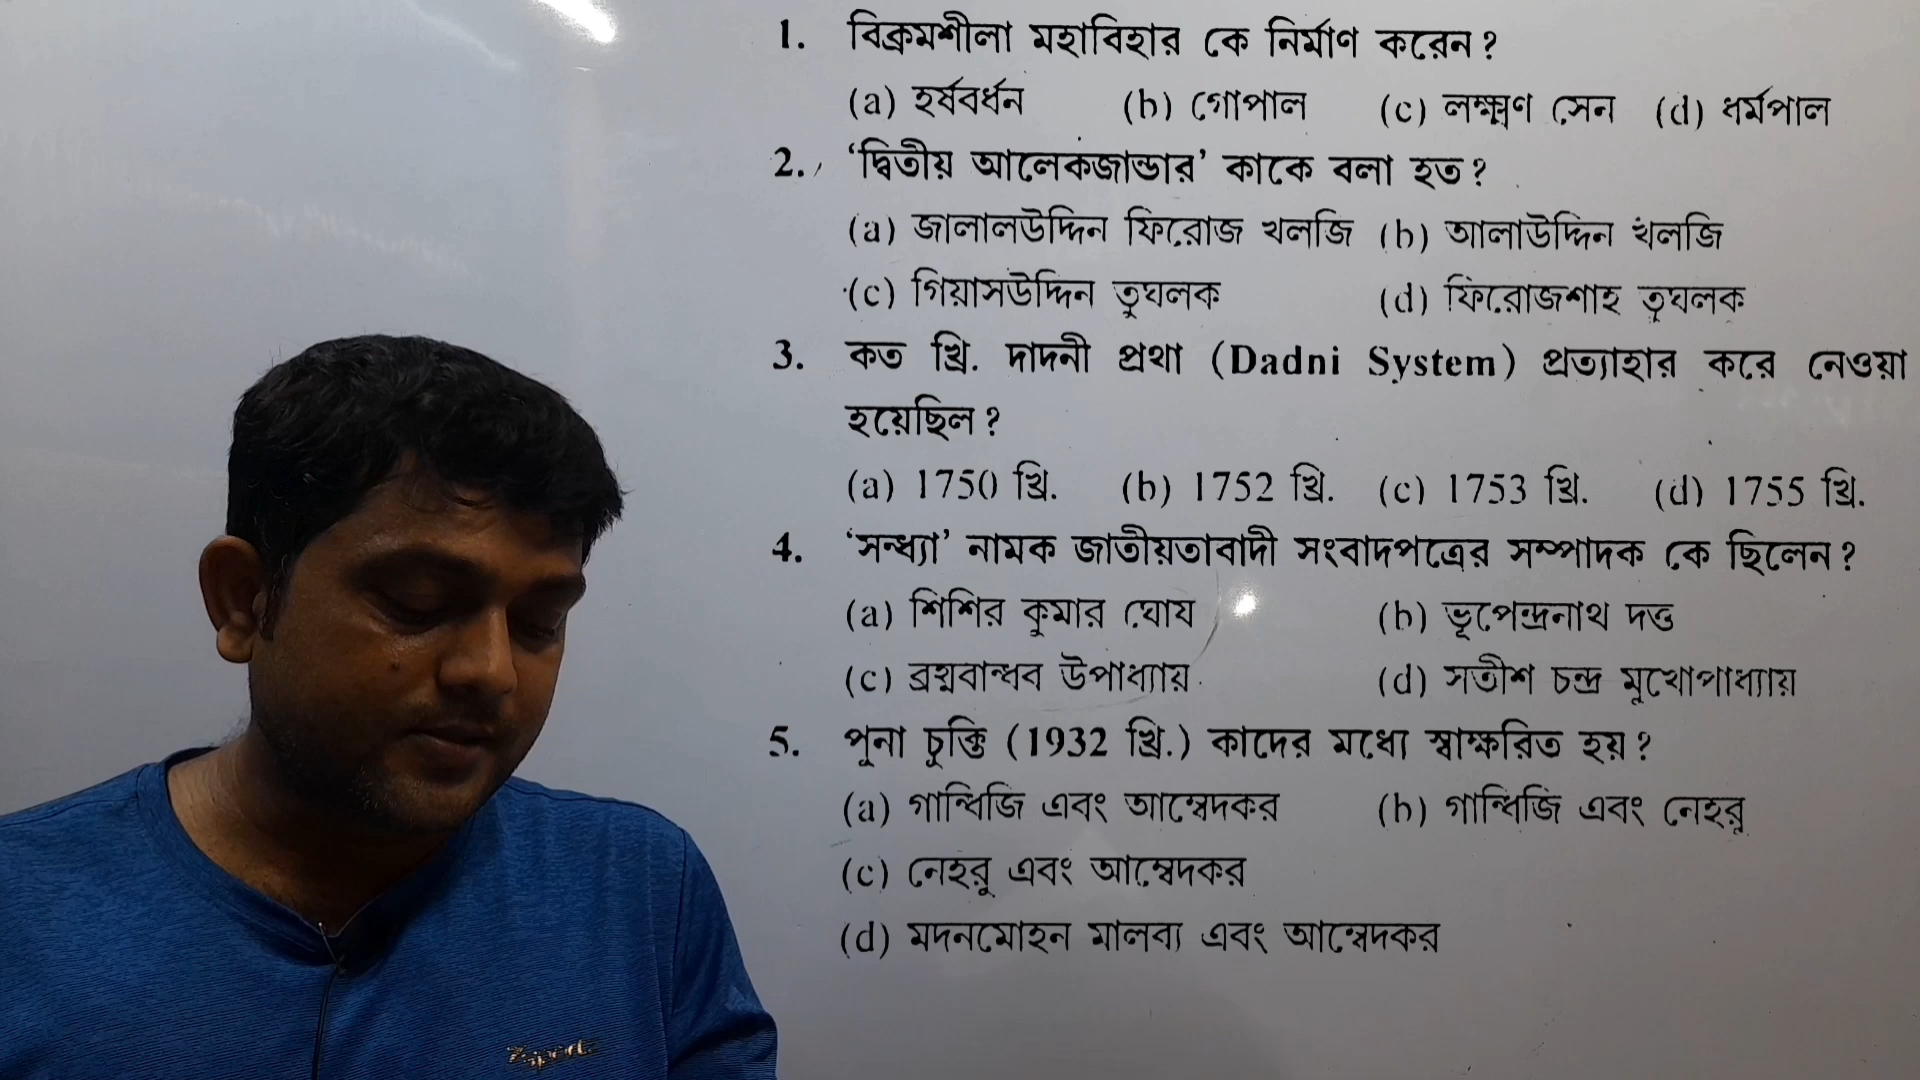 1. বিক্রমশীলা মহাবিহার কে নির্মাণ করেন ?
(a) হর্ষবর্ধন (b) গোপাল (c) লক্ষ্মণ সেন (d) ধর্মপাল
2. ‘দ্বিতীয় আলেকজান্ডার’ কাকে বলা হত ?
(a) জালালউদ্দিন ফিরোজ খলজি (b) আলাউদ্দিন খলজি
(c) গিয়াসউদ্দিন তুঘলক (d) ফিরোজশাহ তুঘলক
3. কত খ্রি. দাদনী প্রথা (Dadni System) প্রত্যাহার করে নেওয়া
হয়েছিল ?
(a) 1750 খ্রি. (b) 1752 খ্রি. (c) 1753 খ্রি. (d) 1755 খ্রি.
4. ‘সন্ধ্যা’ নামক জাতীয়তাবাদী সংবাদপত্রের সম্পাদক কে ছিলেন ?
(a) শিশির কুমার ঘোষ (b) ভূপেন্দ্রনাথ দত্ত
(c) ব্রহ্মবান্ধব উপাধ্যায় (d) সতীশ চন্দ্র মুখোপাধ্যায়
5. পুনা চুক্তি (1932 খ্রি.) কাদের মধ্যে স্বাক্ষরিত হয় ?
(a) গান্ধিজি এবং আম্বেদকর (b) গান্ধিজি এবং নেহরু
(c) নেহরু এবং আম্বেদকর
(d) মদনমোহন মালব্য এবং আম্বেদকর